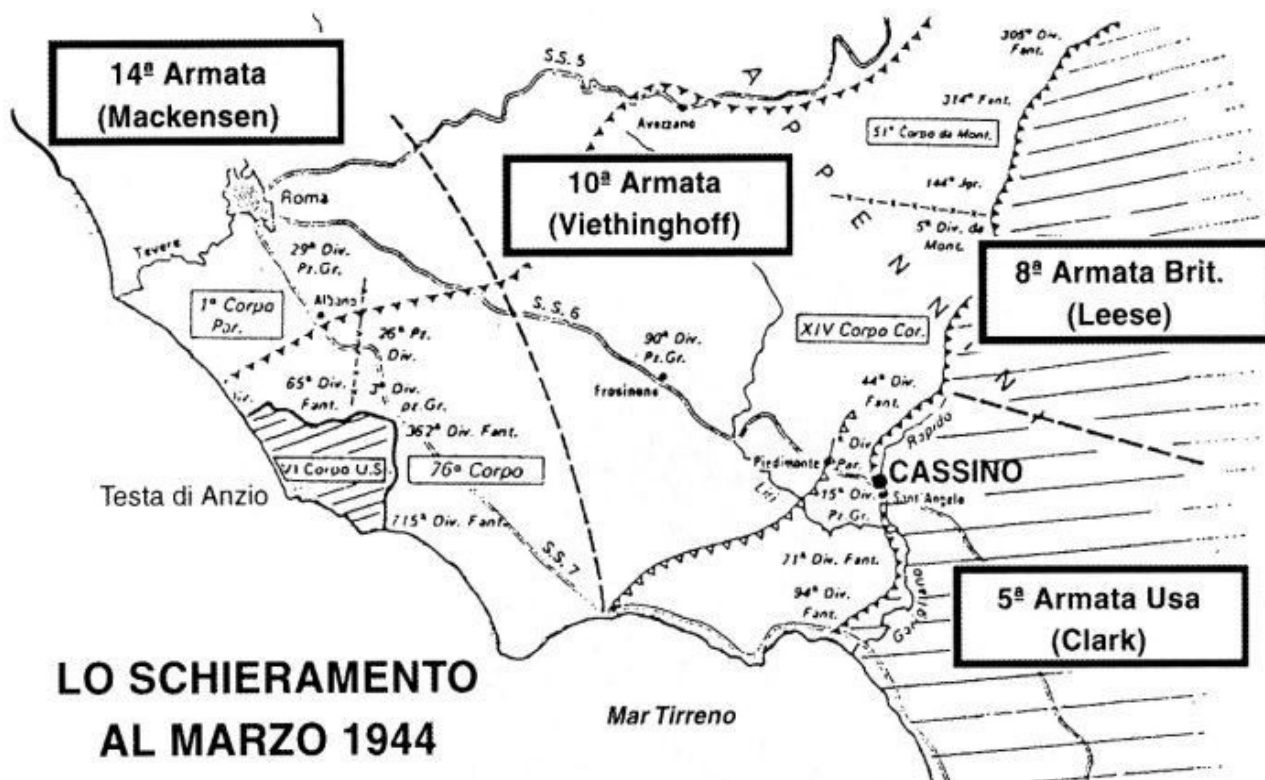 14ª Armata
(Mackensen)
S.S. 5
Avezzano
A
P
P
E
N
N
N
305ª Div.
Fant.
314ª Fant.
51° Corpo da Mont.
144ª Jgr.
5ª Div. da
Mont.
10ª Armata
(Viethinghoff)
Roma
Tevere
29ª Div.
Pz.Gr.
1° Corpo
Par.
Albano
26ª Pz.
Div.
S.S. 6
90ª Div.
Pz.Gr.
Frosinone
XIV Corpo Cor.
8ª Armata Brit.
(Leese)
65ª Div.
Fant.
3ª Div.
pz.Gr.
44ª Div.
Fant.
Rapido
362ª Div. Fant.
Div.
Par.
Piedimonte
CASSINO
Sant'Angelo
VI Corpo U.S.
76° Corpo
Testa di Anzio
Liri
15ª Div.
Pz.Gr.
715ª Div. Fant.
S.S. 7
71ª Div. Fant.
94ª Div.
Fant.
5ª Armata Usa
(Clark)
LO SCHIERAMENTO
AL MARZO 1944
Mar Tirreno